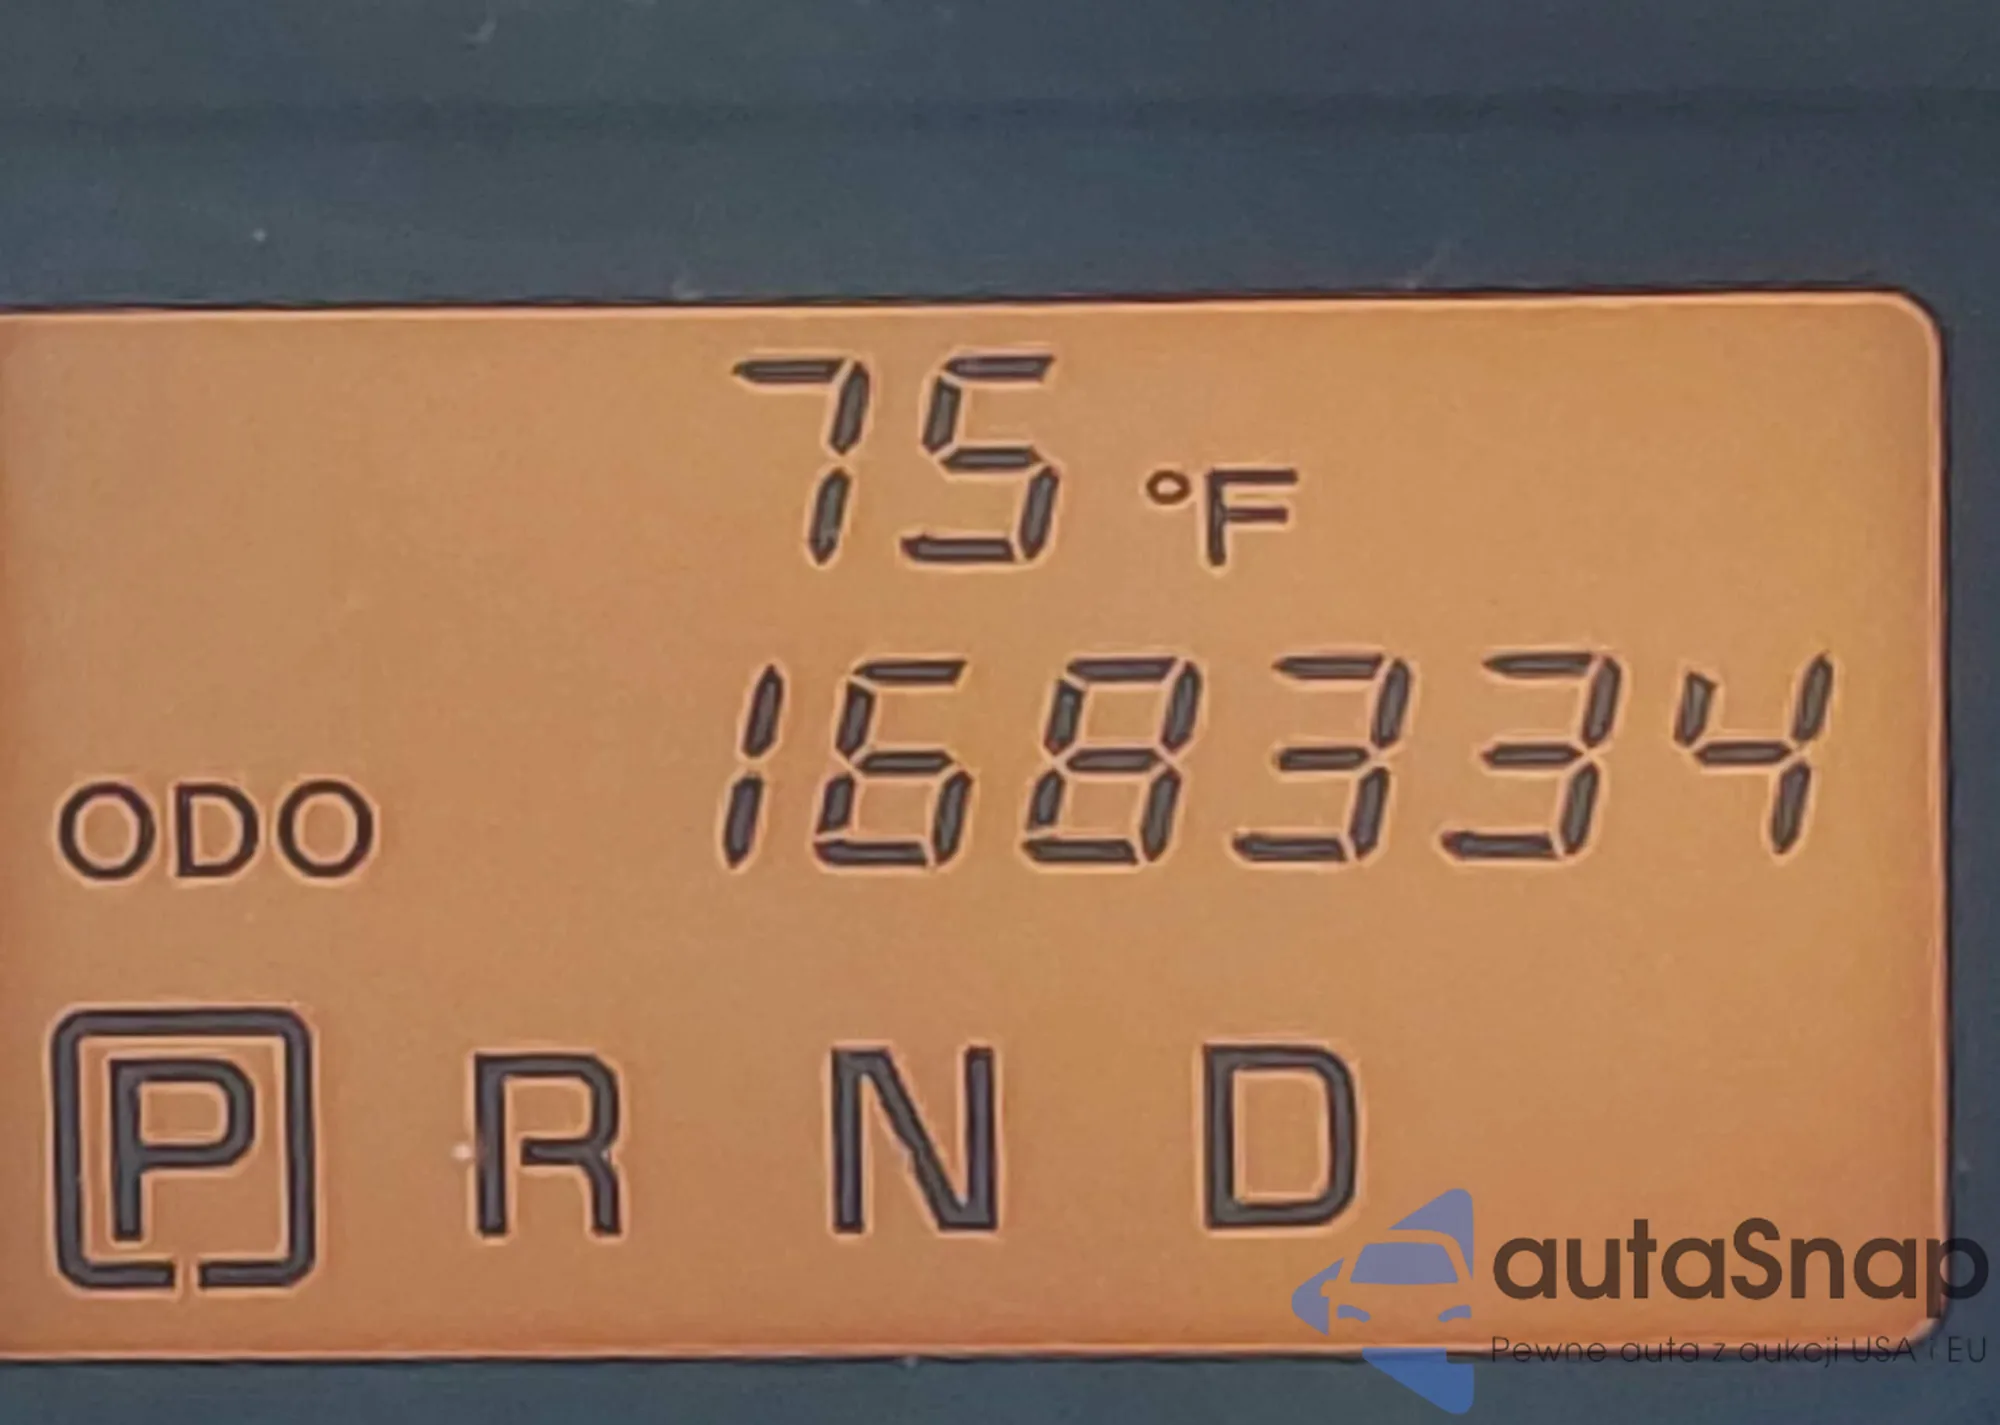 75 °F
ODO 168334
P R N D
autaSnap
Pewne auta z aukcji USA i EU